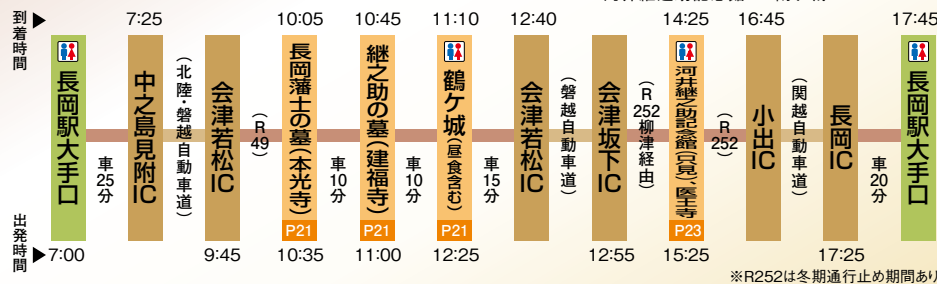 到着時間 ▶ 7:25 10:05 10:45 11:10 12:40 14:25 16:45 17:45
長岡駅大手口
車25分
中之島見附IC
(北陸・磐越自動車道)
会津若松IC
(R49)
長岡藩士の墓(本光寺)
P21
車10分
継之助の墓(建福寺)
P21
車10分
鶴ケ城(昼食含む)
P21
車15分
会津若松IC
(磐越自動車道)
会津坂下IC
(R252柳津経由)
河井継之助記念館(只見)、医王寺
P23
(R252)
小出IC
(関越自動車道)
長岡IC
車20分
長岡駅大手口
出発時間 ▶ 7:00 9:45 10:35 11:00 12:25 12:55 15:25 17:25
※R252は冬期通行止め期間あり